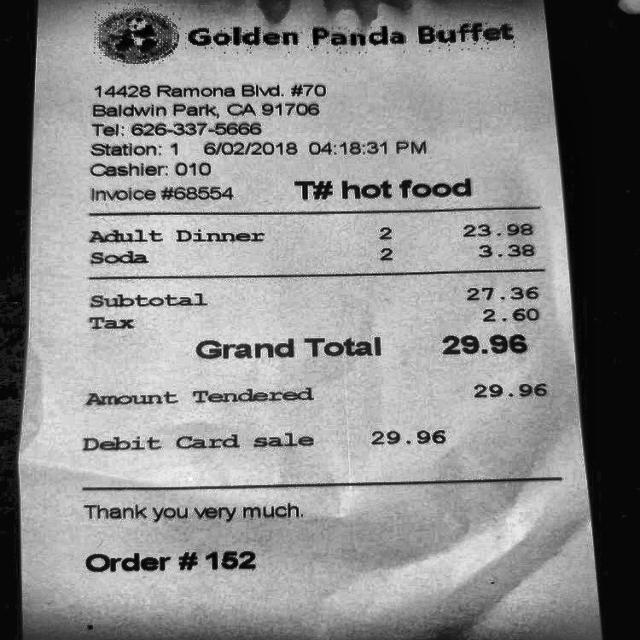 Golden Panda Buffet
14428 Ramona Blvd. #70
Baldwin Park, CA 91706
Tel: 626-337-5666
Station: 1 6/02/2018 04:18:31 PM
Cashier: 010
Invoice #68554 T# hot food
Adult Dinner 2 23.98
Soda 2 3.38
Subtotal 27.36
Tax 2.60
Grand Total 29.96
Amount Tendered 29.96
Debit Card sale 29.96
Thank you very much.
Order # 152